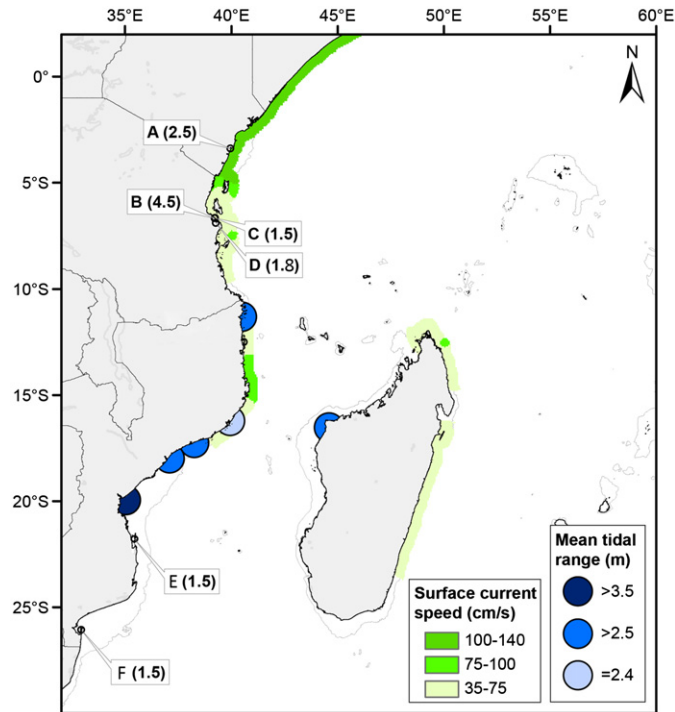 35°E 40°E 45°E 50°E 55°E 60°E
N
0°
A (2.5)
5°S
B (4.5)
C (1.5)
D (1.8)
10°S
15°S
20°S
E (1.5)
25°S
F (1.5)
Surface current
speed (cm/s)
100-140
75-100
35-75
Mean tidal
range (m)
>3.5
>2.5
=2.4